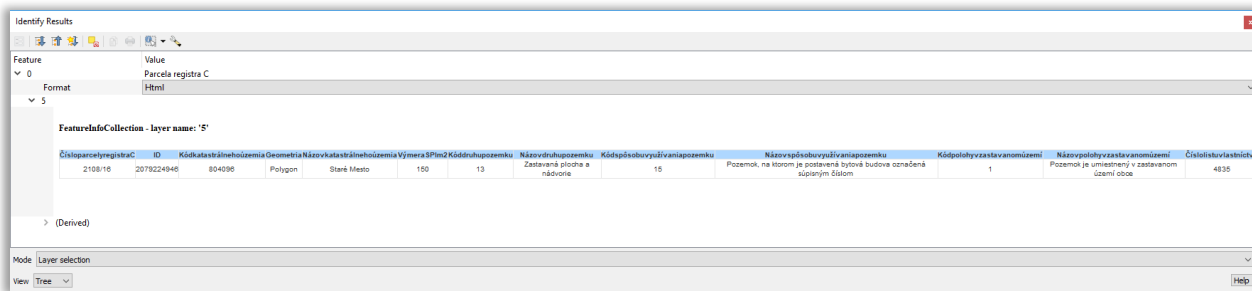 Identify Results
Feature Value
0 Parcela registra C
Format Html
5
FeatureInfoCollection - layer name: '5'
ČísloparcelyregistraC ID Kódkatastrálnehoúzemia Geometria Názovkatastrálnehoúzemia Výmera SPIm2 Kóddruhupozemku Názovdruhupozemku Kódspôsobuvyužívaniapozemku Názovspôsobuvyužívaniapozemku Kódpolohyvzastavanomúzemí Názovpolohyvzastavanomúzemí Číslolistuvlastníctv
2108/16 2079224946 804096 Polygon Staré Mesto 150 13 Zastavaná plocha a nádvorie 15 Pozemok, na ktorom je postavená bytová budova označená súpisným číslom 1 Pozemok je umiestnený v zastavanom území obce 4835
(Derived)
Mode Layer selection
View Tree Help